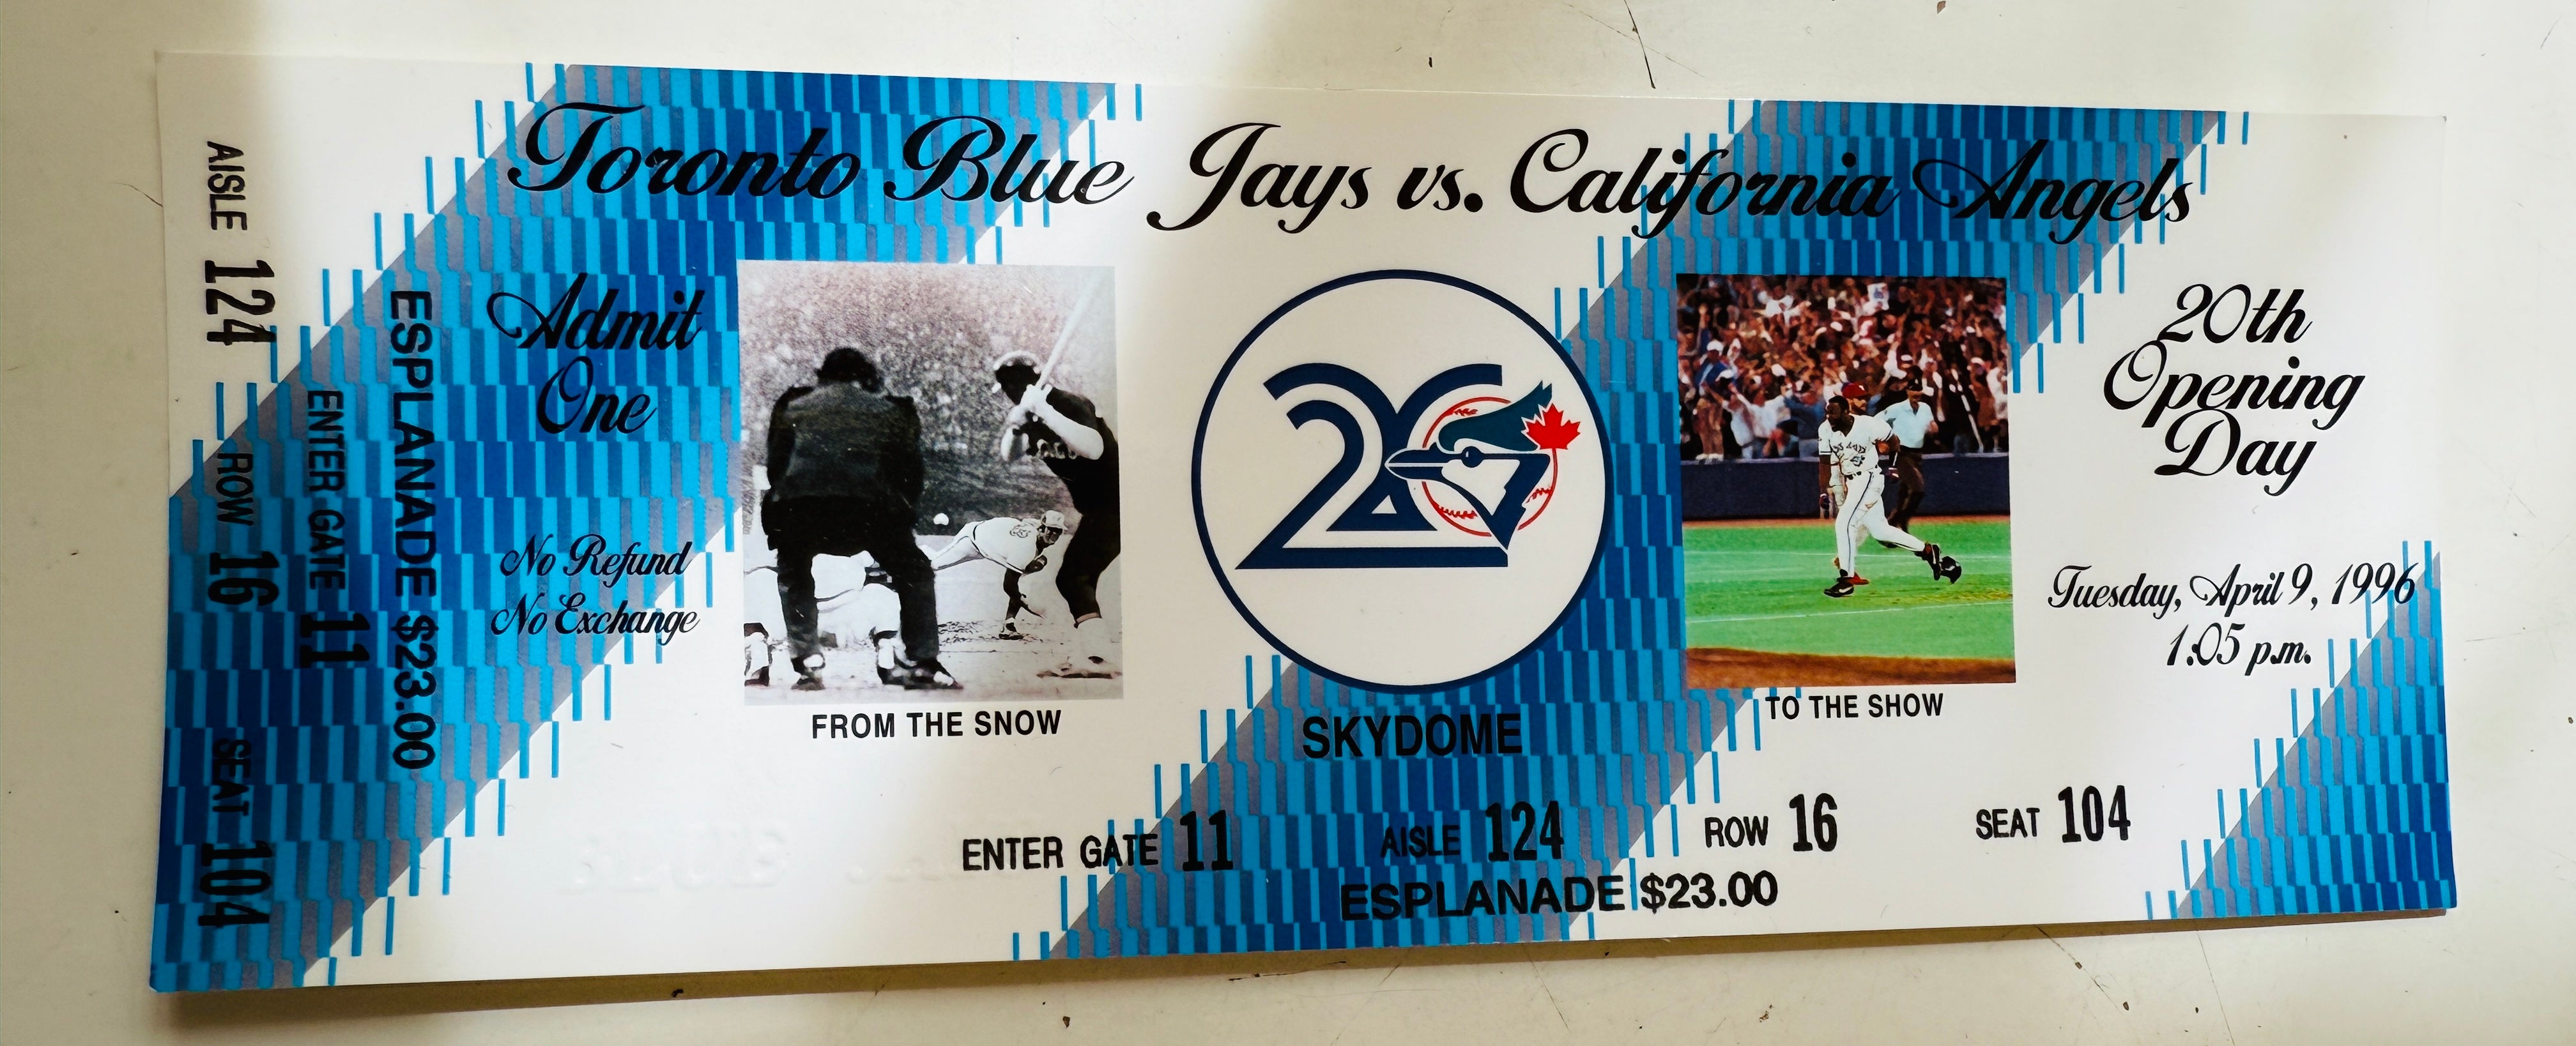 Toronto Blue Jays vs. California Angels
AISLE 124 ROW 16 SEAT 104
ENTER GATE 11
ESPLANADE $23.00
Admit
One
No Refund
No Exchange
FROM THE SNOW
20
SKYDOME
TO THE SHOW
20th
Opening
Day
Tuesday, April 9, 1996
1:05 p.m.
ENTER GATE 11 AISLE 124 ROW 16 SEAT 104
ESPLANADE $23.00